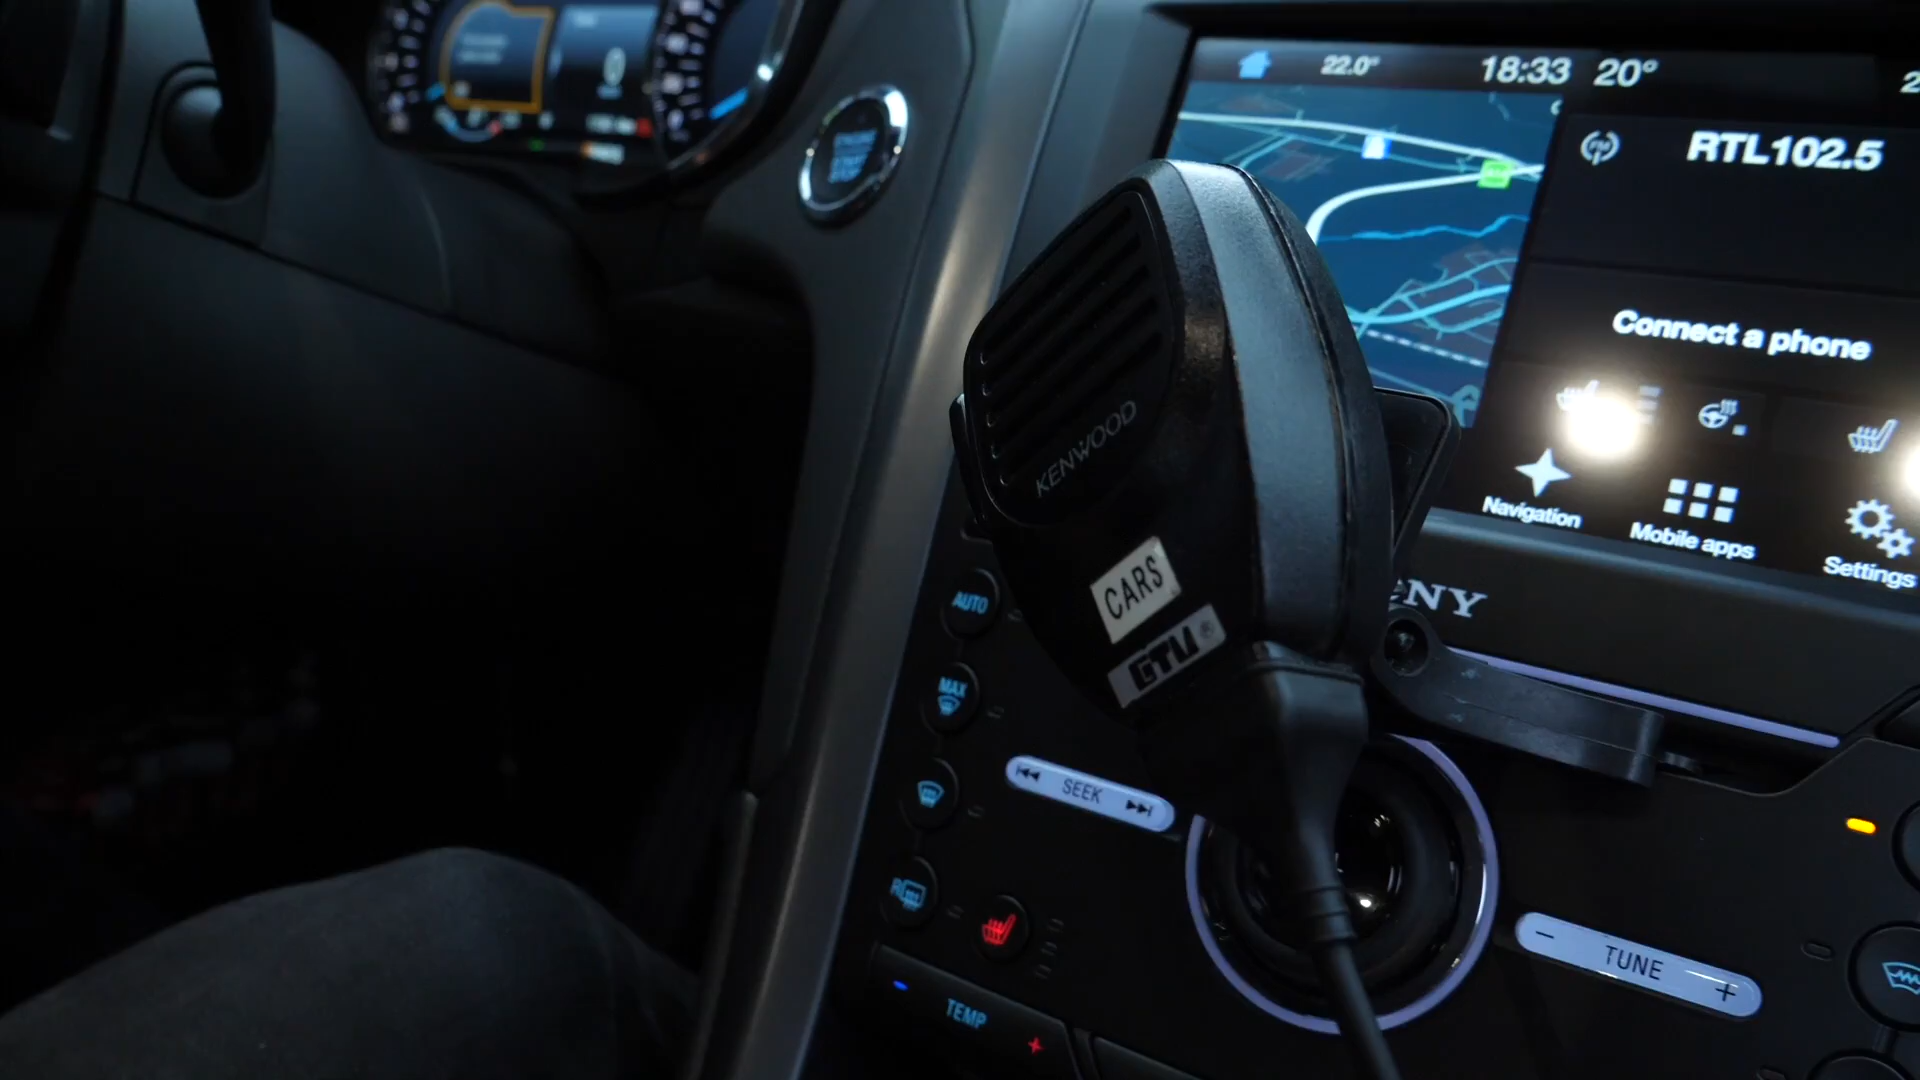 22.0°
18:33
20°
RTL102.5
Connect a phone
Navigation
Mobile apps
Settings
KENWOOD
CARS
GTU
AUTO
MAX
SEEK
R
TEMP
+
- TUNE +